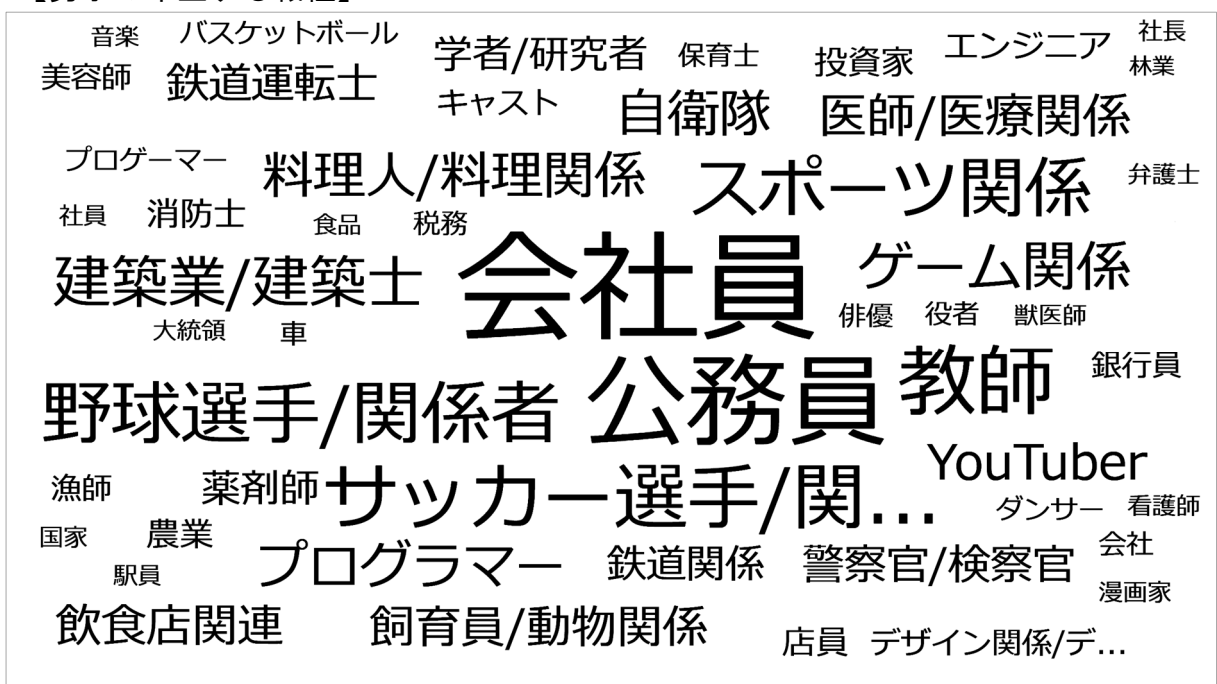 音楽 バスケットボール 学者/研究者 保育士 投資家 エンジニア 社長
美容師 鉄道運転士 キャスト 自衛隊 医師/医療関係 林業
プロゲーマー 料理人/料理関係 スポーツ関係 弁護士
社員 消防士 食品 税務
建築業/建築士 会社員 ゲーム関係
大統領 車 俳優 役者 獣医師
野球選手/関係者 公務員 教師 銀行員
漁師 薬剤師 サッカー選手/関... YouTuber
国家 農業 ダンサー 看護師
駅員 プログラマー 鉄道関係 警察官/検察官 会社
漫画家
飲食店関連 飼育員/動物関係 店員 デザイン関係/デ...